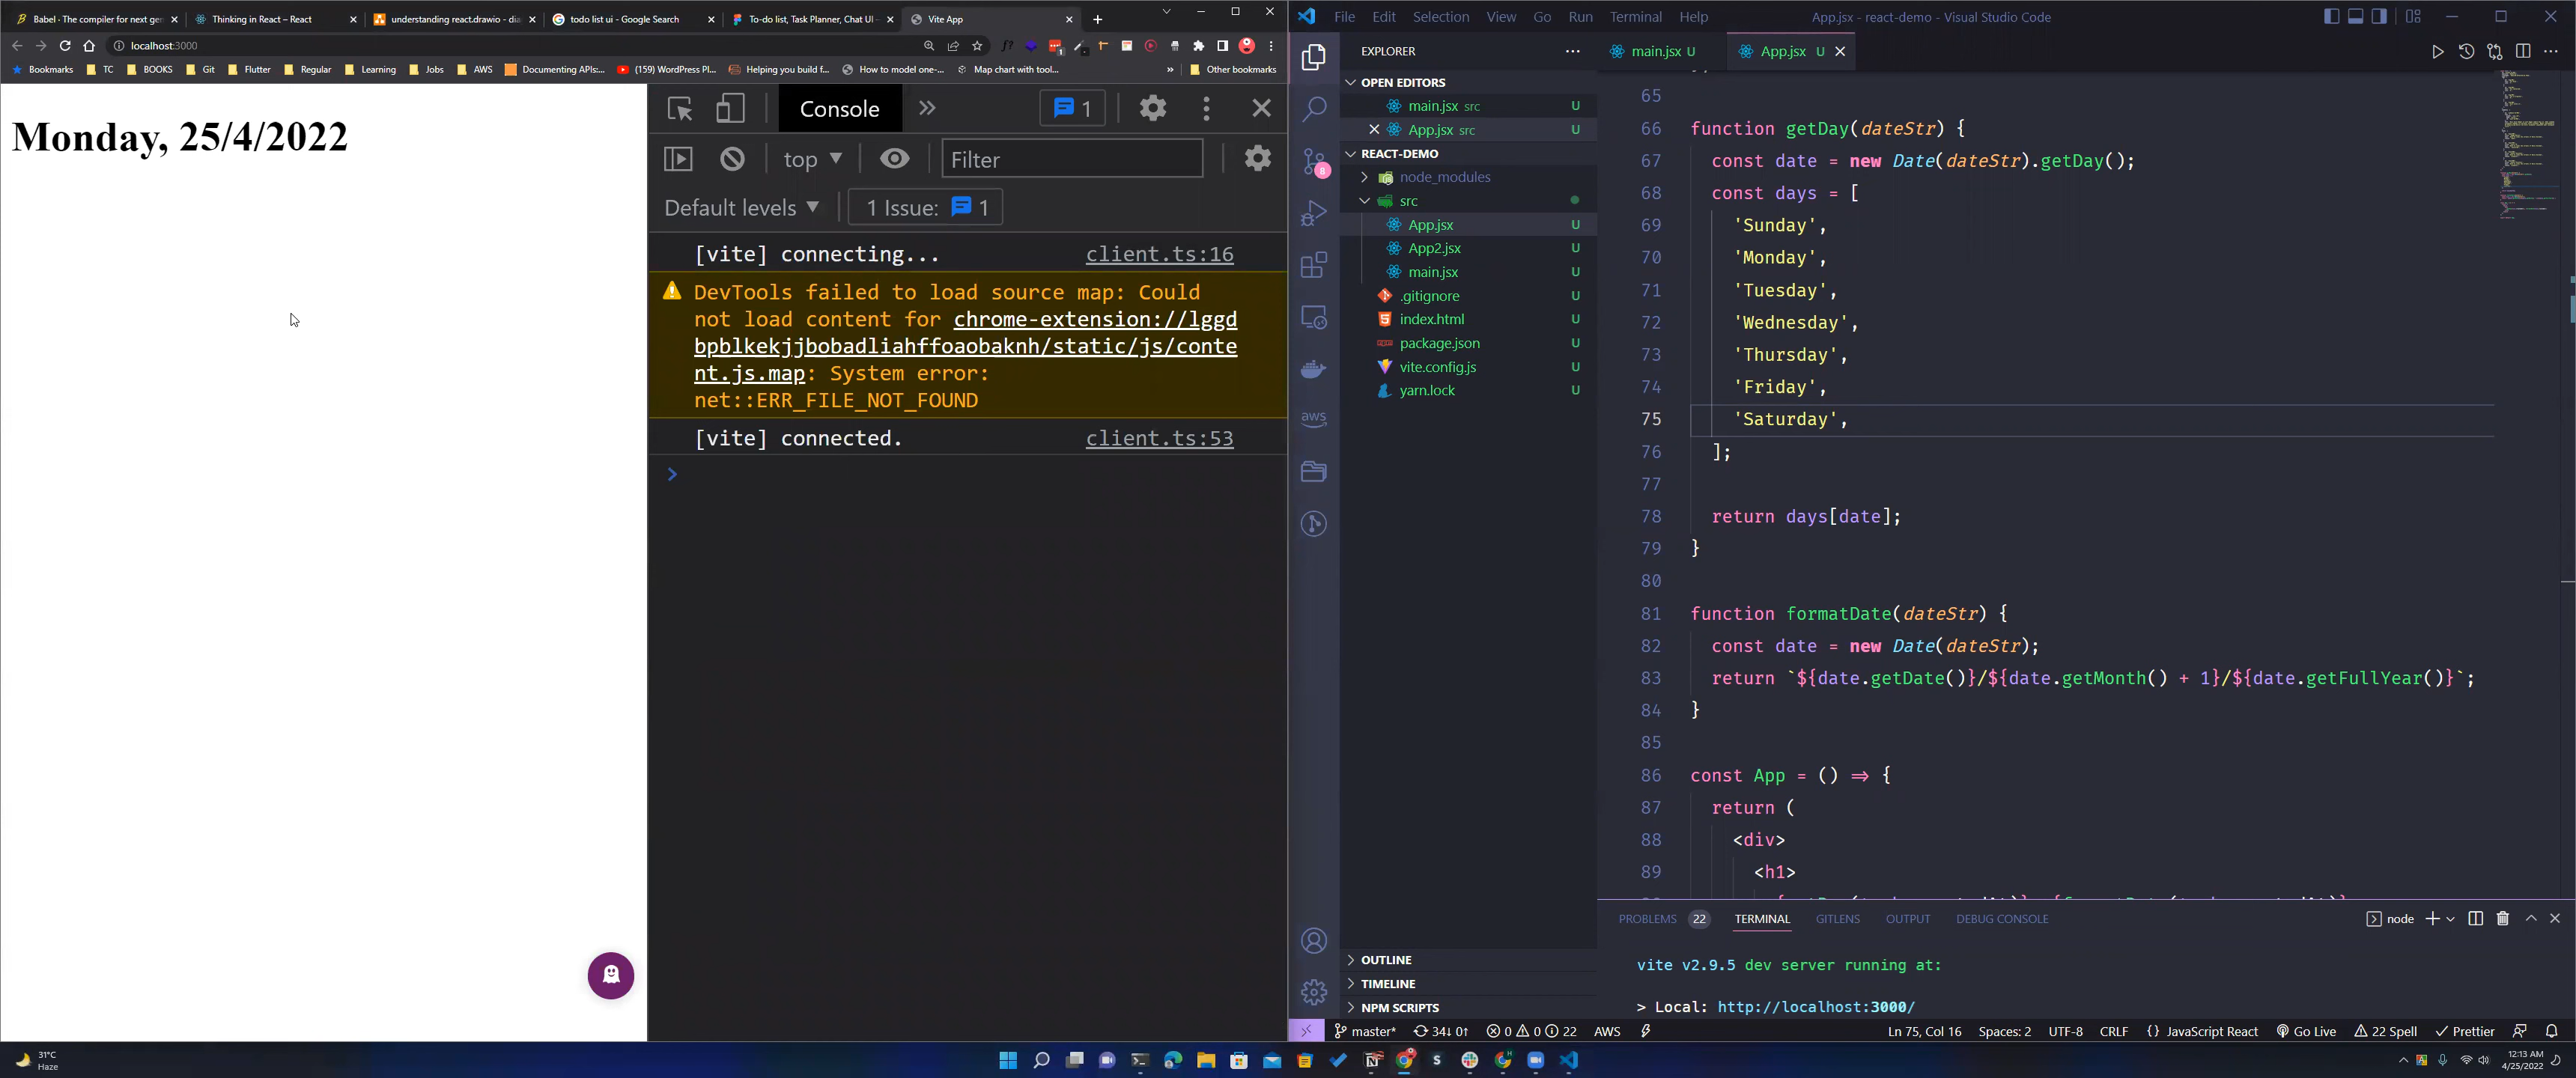 Babel · The compiler for next gen
Thinking in React – React
understanding react.drawio - dia
todo list ui - Google Search
To-do list, Task Planner, Chat UI -
Vite App
localhost:3000
Bookmarks TC BOOKS Git Flutter Regular Learning Jobs AWS Documenting APIs:... (159) WordPress Pl... Helping you build f... How to model one-... Map chart with tool... » Other bookmarks
Monday, 25/4/2022
Console » 1
top Filter
Default levels 1 Issue: 1
[vite] connecting... client.ts:16
DevTools failed to load source map: Could
not load content for chrome-extension://lggd
bpblkekjjbobadliahffoaobaknh/static/js/conte
nt.js.map: System error:
net::ERR_FILE_NOT_FOUND
[vite] connected. client.ts:53
File Edit Selection View Go Run Terminal Help App.jsx - react-demo - Visual Studio Code
EXPLORER
OPEN EDITORS
main.jsx src U
App.jsx src U
REACT-DEMO
node_modules
src
App.jsx U
App2.jsx U
main.jsx U
.gitignore U
index.html U
package.json U
vite.config.js U
yarn.lock U
8
aws
OUTLINE
TIMELINE
NPM SCRIPTS
main.jsx U App.jsx U
65
66 function getDay(dateStr) {
67 const date = new Date(dateStr).getDay();
68 const days = [
69 'Sunday',
70 'Monday',
71 'Tuesday',
72 'Wednesday',
73 'Thursday',
74 'Friday',
75 'Saturday',
76 ];
77
78 return days[date];
79 }
80
81 function formatDate(dateStr) {
82 const date = new Date(dateStr);
83 return `${date.getDate()}/${date.getMonth() + 1}/${date.getFullYear()}`;
84 }
85
86 const App = () => {
87 return (
88 <div>
89 <h1>
PROBLEMS 22 TERMINAL GITLENS OUTPUT DEBUG CONSOLE node
vite v2.9.5 dev server running at:
> Local: http://localhost:3000/
master* 34↓ 0↑ 0 0 22 AWS Ln 75, Col 16 Spaces: 2 UTF-8 CRLF {} JavaScript React Go Live 22 Spell Prettier
31°C
Haze
12:13 AM
4/25/2022